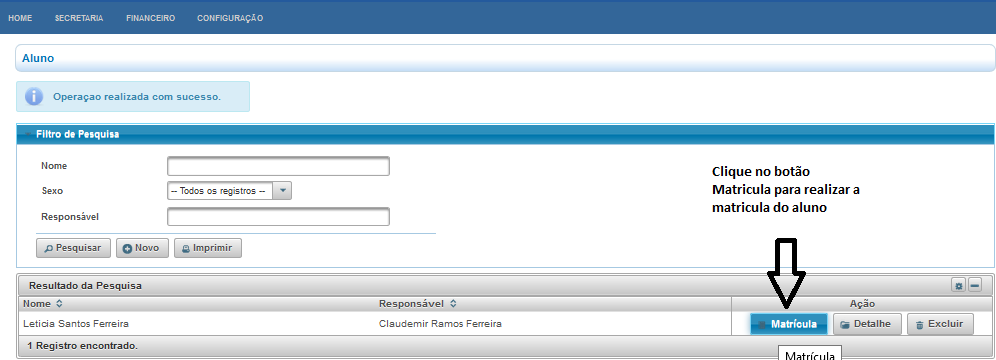 HOME SECRETARIA FINANCEIRO CONFIGURAÇÃO
Aluno
Operaçao realizada com sucesso.
Filtro de Pesquisa
Nome
Sexo -- Todos os registros --
Responsável
Clique no botão
Matricula para realizar a
matricula do aluno
Pesquisar Novo Imprimir
Resultado da Pesquisa
Nome Responsável Ação
Leticia Santos Ferreira Claudemir Ramos Ferreira Matrícula Detalhe Excluir
1 Registro encontrado.
Matrícula